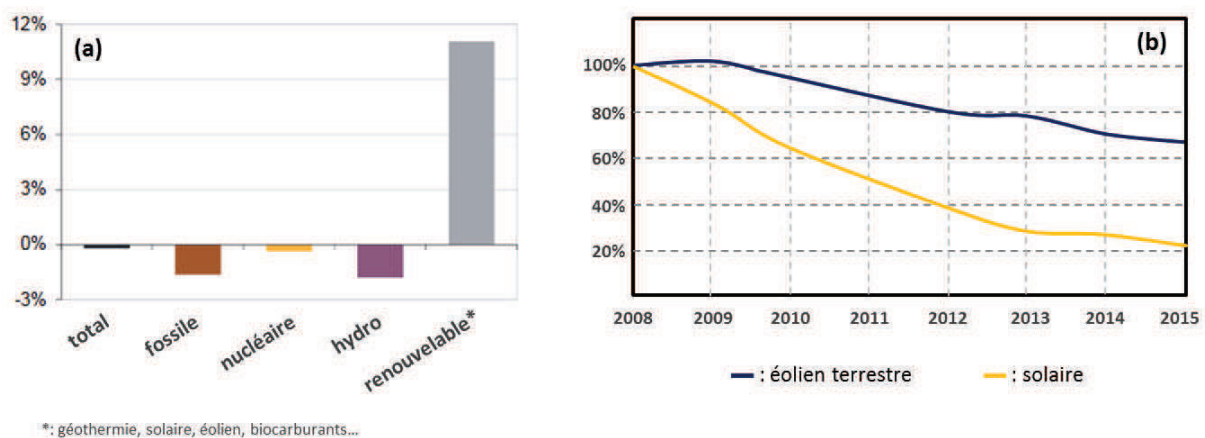 12%
(a)
9%
6%
3%
0%
-3%
total
fossile
nucléaire
hydro
renouvelable*
*: géothermie, solaire, éolien, biocarburants...
(b)
100%
80%
60%
40%
20%
2008 2009 2010 2011 2012 2013 2014 2015
: éolien terrestre : solaire